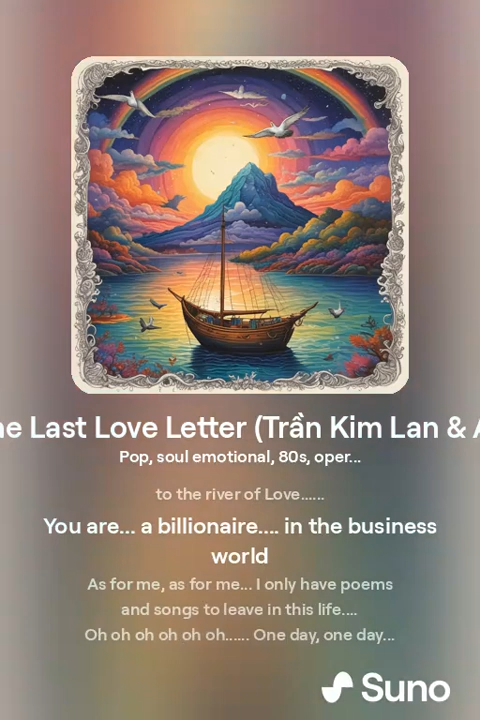 e Last Love Letter (Trần Kim Lan &
Pop, soul emotional, 80s, oper...
to the river of Love......
You are... a billionaire.... in the business
world
As for me, as for me... I only have poems
and songs to leave in this life....
Oh oh oh oh oh oh...... One day, one day...
Suno